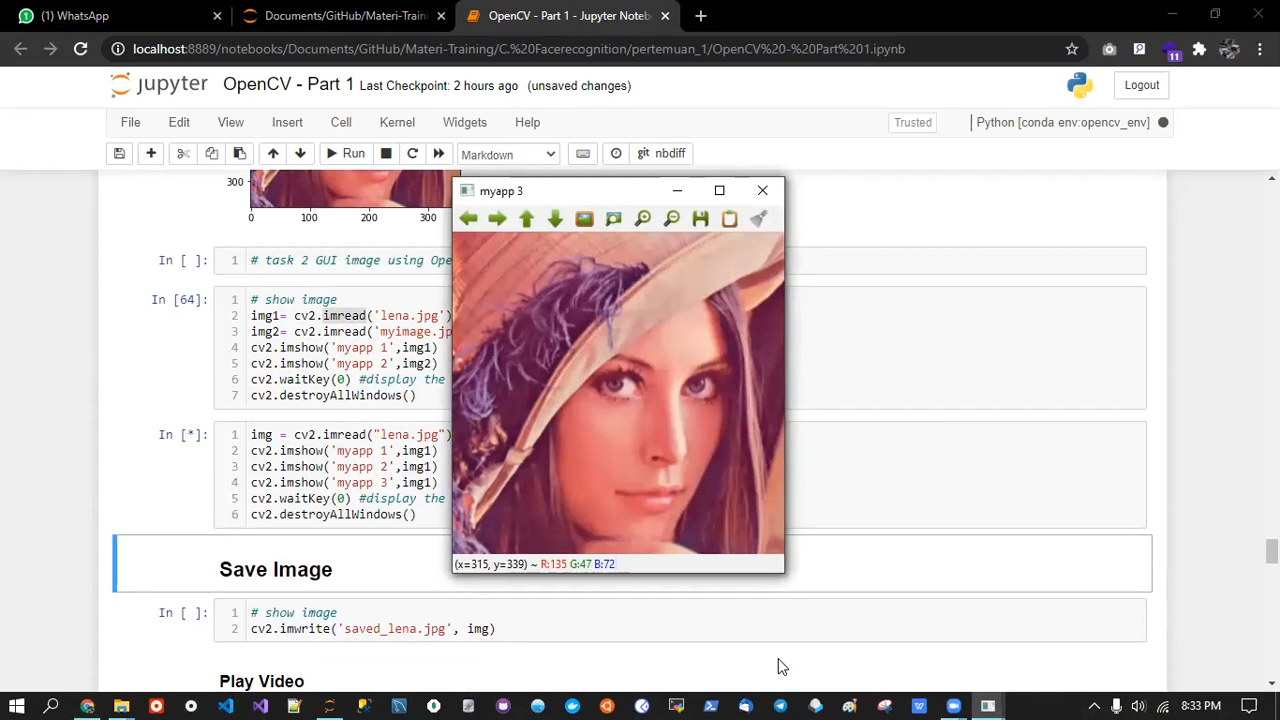 WhatsApp
Documents/GitHub/Materi-Traini
OpenCV - Part 1 - Jupyter Noteb
localhost:8889/notebooks/Documents/GitHub/Materi-Training/C.%20Facerecognition/pertemuan_1/OpenCV%20-%20Part%201.ipynb
11
jupyter OpenCV - Part 1 Last Checkpoint: 2 hours ago (unsaved changes)
Logout
File Edit View Insert Cell Kernel Widgets Help
Trusted
Python [conda env:opencv_env]
Run
Markdown
git nbdiff
300
0 100 200 300
myapp 3
In [ ]: 1 # task 2 GUI image using Ope
In [64]: 1 # show image
2 img1= cv2.imread('lena.jpg')
3 img2= cv2.imread('myimage.jp
4 cv2.imshow('myapp 1',img1)
5 cv2.imshow('myapp 2',img2)
6 cv2.waitKey(0) #display the
7 cv2.destroyAllWindows()
In [*]: 1 img = cv2.imread("lena.jpg")
2 cv2.imshow('myapp 1',img1)
3 cv2.imshow('myapp 2',img1)
4 cv2.imshow('myapp 3',img1)
5 cv2.waitKey(0) #display the
6 cv2.destroyAllWindows()
(x=315, y=339) ~ R:135 G:47 B:72
Save Image
In [ ]: 1 # show image
2 cv2.imwrite('saved_lena.jpg', img)
Play Video
8:33 PM